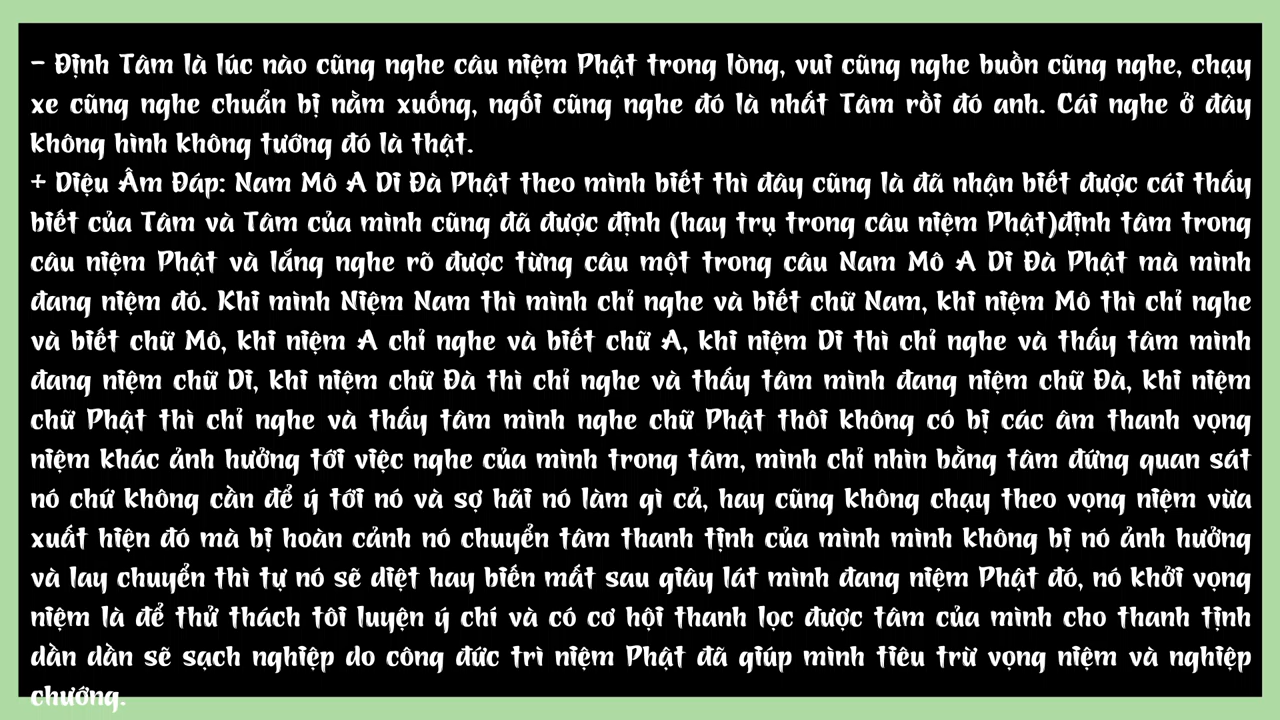 – Định Tâm là lúc nào cũng nghe câu niệm Phật trong lòng, vui cũng nghe buồn cũng nghe, chạy
xe cũng nghe chuẩn bị nằm xuống, ngối cũng nghe đó là nhất Tâm rồi đó anh. Cái nghe ở đây
không hình không tướng đó là thật.
+ Diệu Âm Đáp: Nam Mô A Di Đà Phật theo mình biết thì đây cũng là đã nhận biết được cái thấy
biết của Tâm và Tâm của mình cũng đã được định (hay trụ trong câu niệm Phật)định tâm trong
câu niệm Phật và lắng nghe rõ được từng câu một trong câu Nam Mô A Di Đà Phật mà mình
đang niệm đó. Khi mình Niệm Nam thì mình chỉ nghe và biết chữ Nam, khi niệm Mô thì chỉ nghe
và biết chữ Mô, khi niệm A chỉ nghe và biết chữ A, khi niệm Di thì chỉ nghe và thấy tâm mình
đang niệm chữ Di, khi niệm chữ Đà thì chỉ nghe và thấy tâm mình đang niệm chữ Đà, khi niệm
chữ Phật thì chỉ nghe và thấy tâm mình nghe chữ Phật thôi không có bị các âm thanh vọng
niệm khác ảnh hưởng tới việc nghe của mình trong tâm, mình chỉ nhìn bằng tâm đứng quan sát
nó chứ không cần để ý tới nó và sợ hãi nó làm gì cả, hay cũng không chạy theo vọng niệm vừa
xuất hiện đó mà bị hoàn cảnh nó chuyển tâm thanh tịnh của mình mình không bị nó ảnh hưởng
và lay chuyển thì tự nó sẽ diệt hay biến mất sau giây lát mình đang niệm Phật đó, nó khởi vọng
niệm là để thử thách tôi luyện ý chí và có cơ hội thanh lọc được tâm của mình cho thanh tịnh
dần dần sẽ sạch nghiệp do công đức trì niệm Phật đã giúp mình tiêu trừ vọng niệm và nghiệp
chướng.